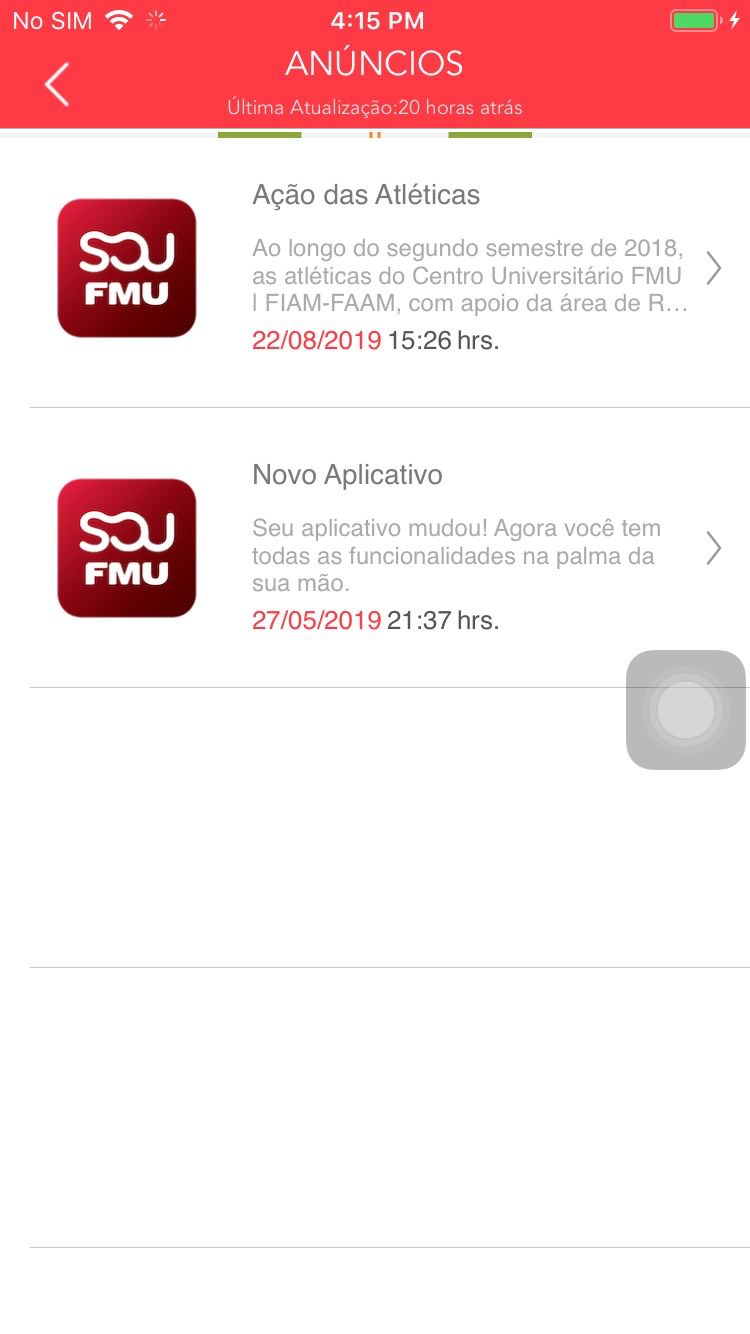 No SIM 4:15 PM
ANÚNCIOS
Última Atualização:20 horas atrás
Ação das Atléticas
SOU
FMU
Ao longo do segundo semestre de 2018,
as atléticas do Centro Universitário FMU
| FIAM-FAAM, com apoio da área de R…
22/08/2019 15:26 hrs.
Novo Aplicativo
SOU
FMU
Seu aplicativo mudou! Agora você tem
todas as funcionalidades na palma da
sua mão.
27/05/2019 21:37 hrs.